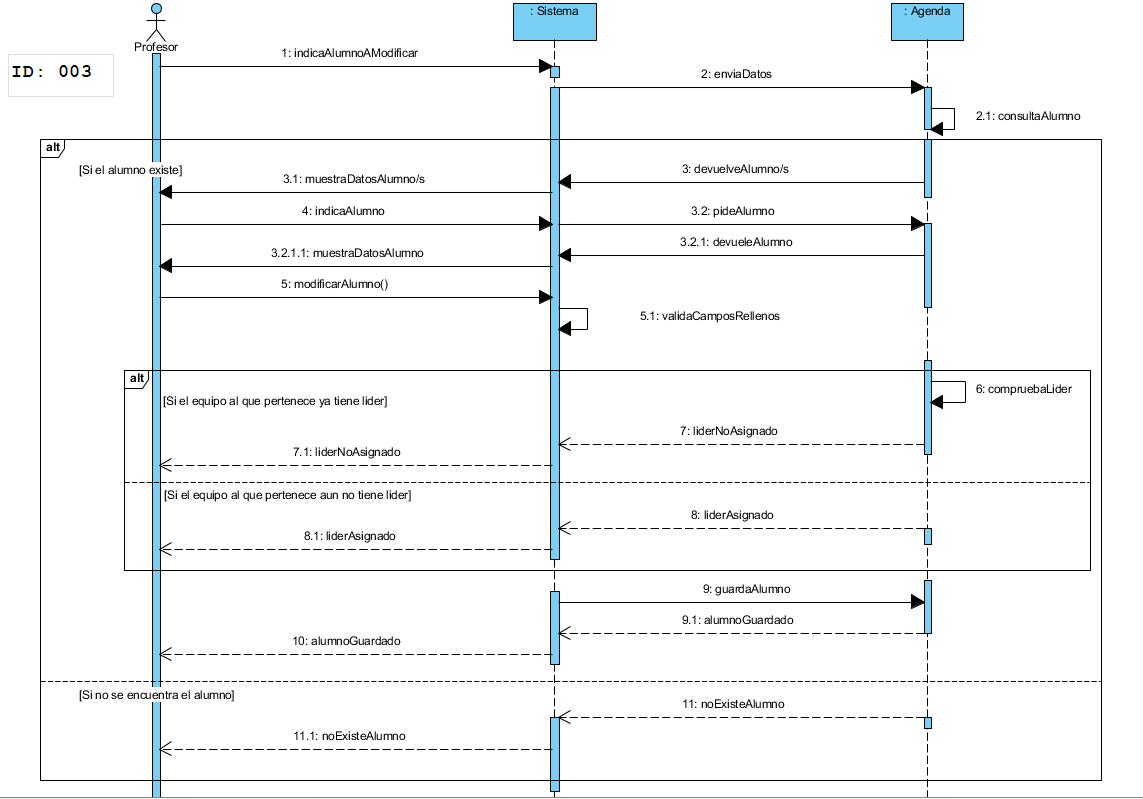 : Sistema
: Agenda
Profesor
ID: 003
1: indicaAlumnoAModificar
2: enviaDatos
2.1: consultaAlumno
alt
[Si el alumno existe]
3: devuelveAlumno/s
3.1: muestraDatosAlumno/s
4: indicaAlumno
3.2: pideAlumno
3.2.1: devueleAlumno
3.2.1.1: muestraDatosAlumno
5: modificarAlumno()
5.1: validaCamposRellenos
alt
6: compruebaLider
[Si el equipo al que pertenece ya tiene lider]
7: liderNoAsignado
7.1: liderNoAsignado
[Si el equipo al que pertenece aun no tiene lider]
8: liderAsignado
8.1: liderAsignado
9: guardaAlumno
9.1: alumnoGuardado
10: alumnoGuardado
[Si no se encuentra el alumno]
11: noExisteAlumno
11.1: noExisteAlumno